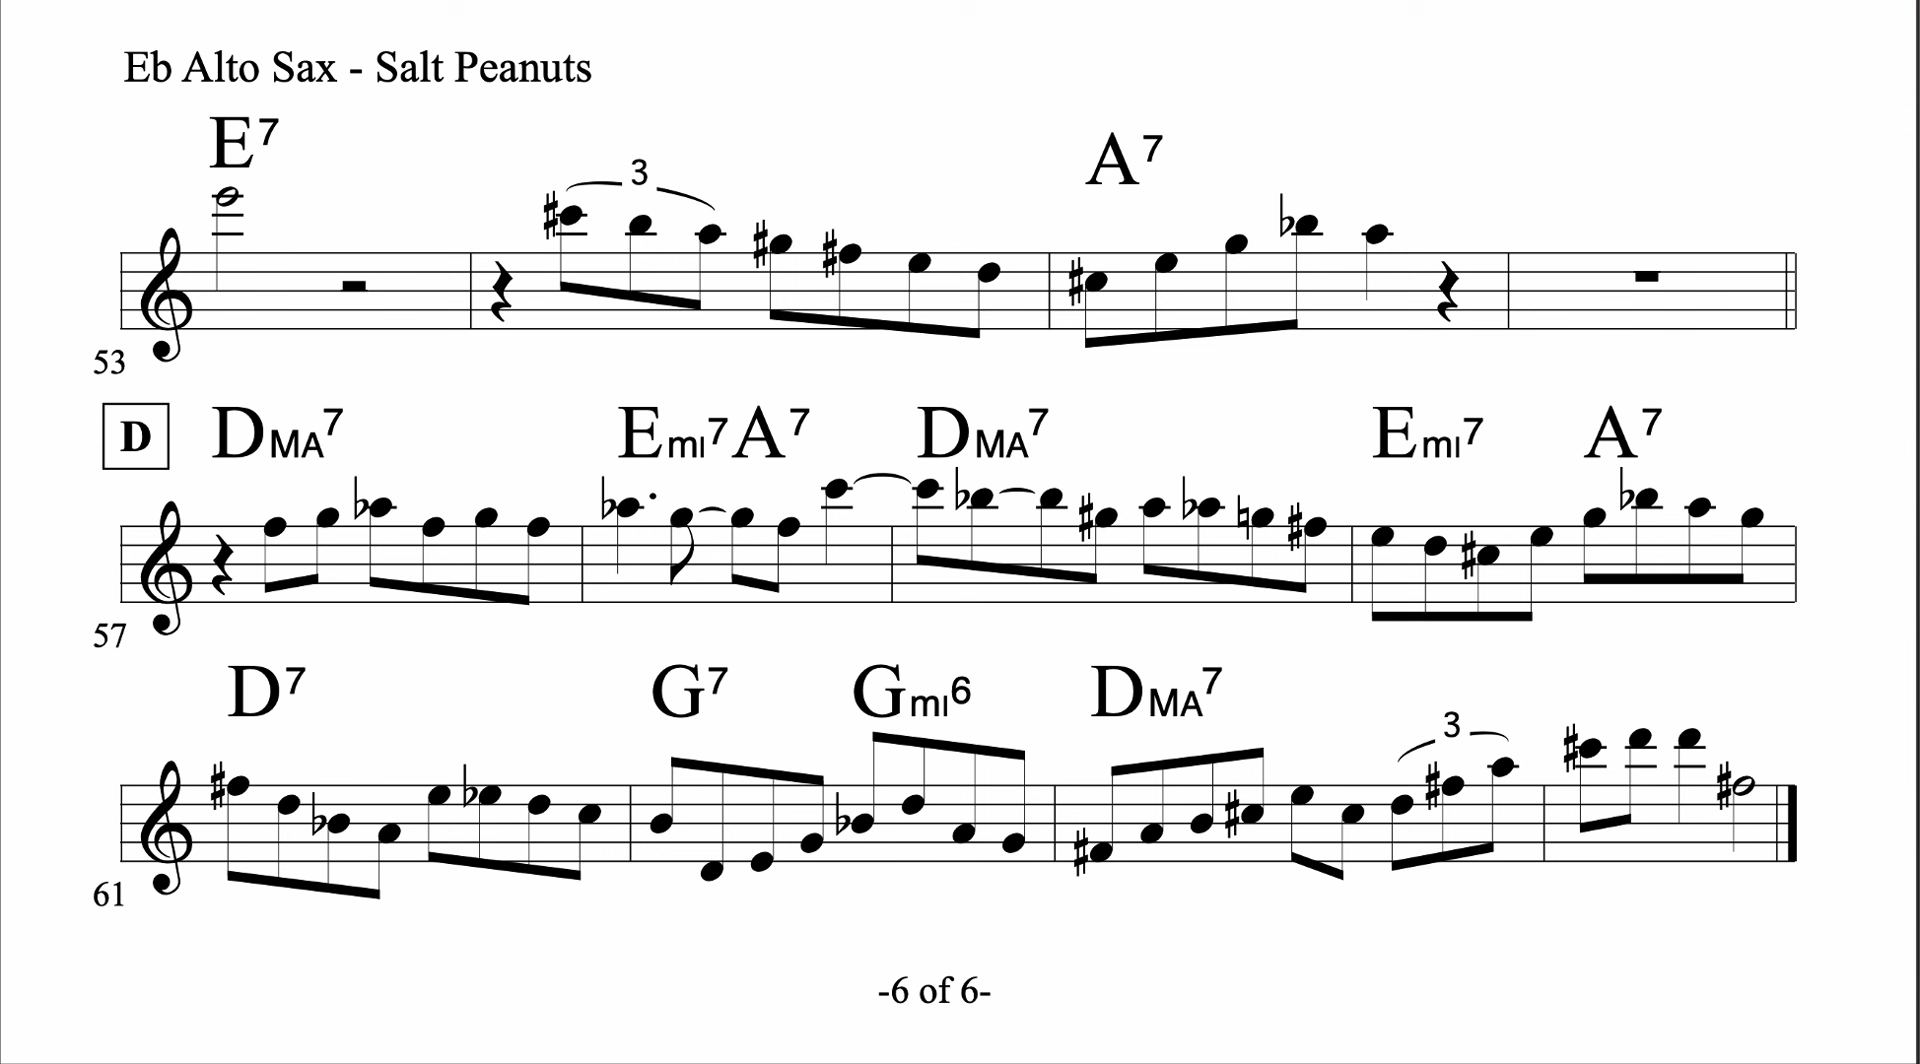 Eb Alto Sax - Salt Peanuts
E7 3 A7
53
D DMA7 Emi7 A7 DMA7 Emi7 A7
57
D7 G7 Gmi6 DMA7 3
61
-6 of 6-